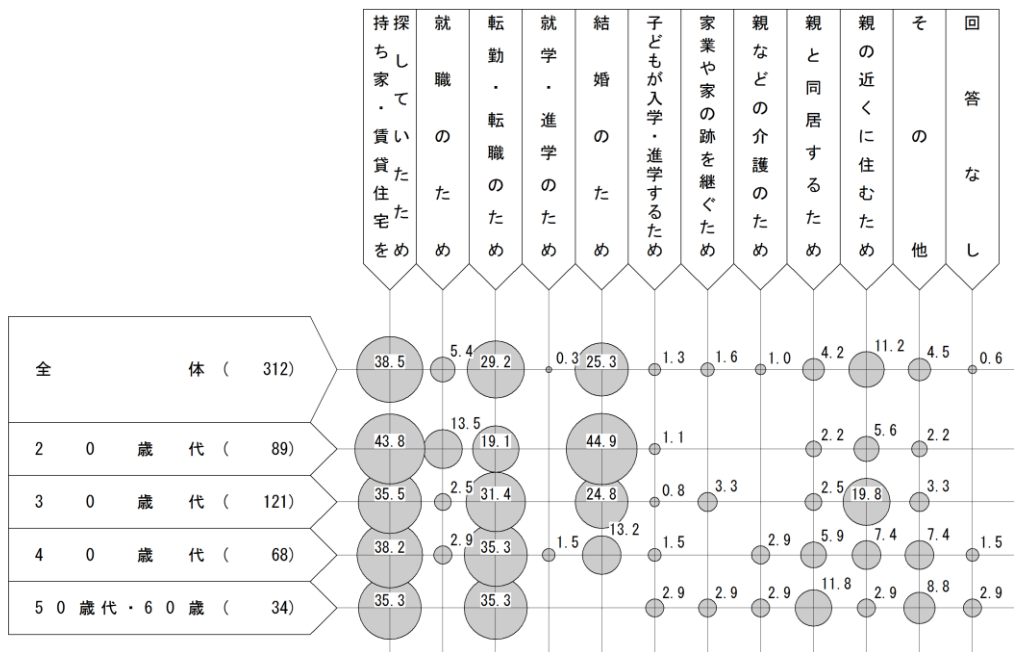 持ち家・賃貸住宅を探していたため
就職のため
転勤・転職のため
就学・進学のため
結婚のため
子どもが入学・進学するため
家業や家の跡を継ぐため
親などの介護のため
親と同居するため
親の近くに住むため
その他
回答なし
全体(312) 38.5 5.4 29.2 0.3 25.3 1.3 1.6 1.0 4.2 11.2 4.5 0.6
20歳代(89) 43.8 13.5 19.1 44.9 1.1 2.2 5.6 2.2
30歳代(121) 35.5 2.5 31.4 24.8 0.8 3.3 2.5 19.8 3.3
40歳代(68) 38.2 2.9 35.3 1.5 13.2 1.5 2.9 5.9 7.4 7.4 1.5
50歳代・60歳(34) 35.3 35.3 2.9 2.9 2.9 11.8 2.9 8.8 2.9